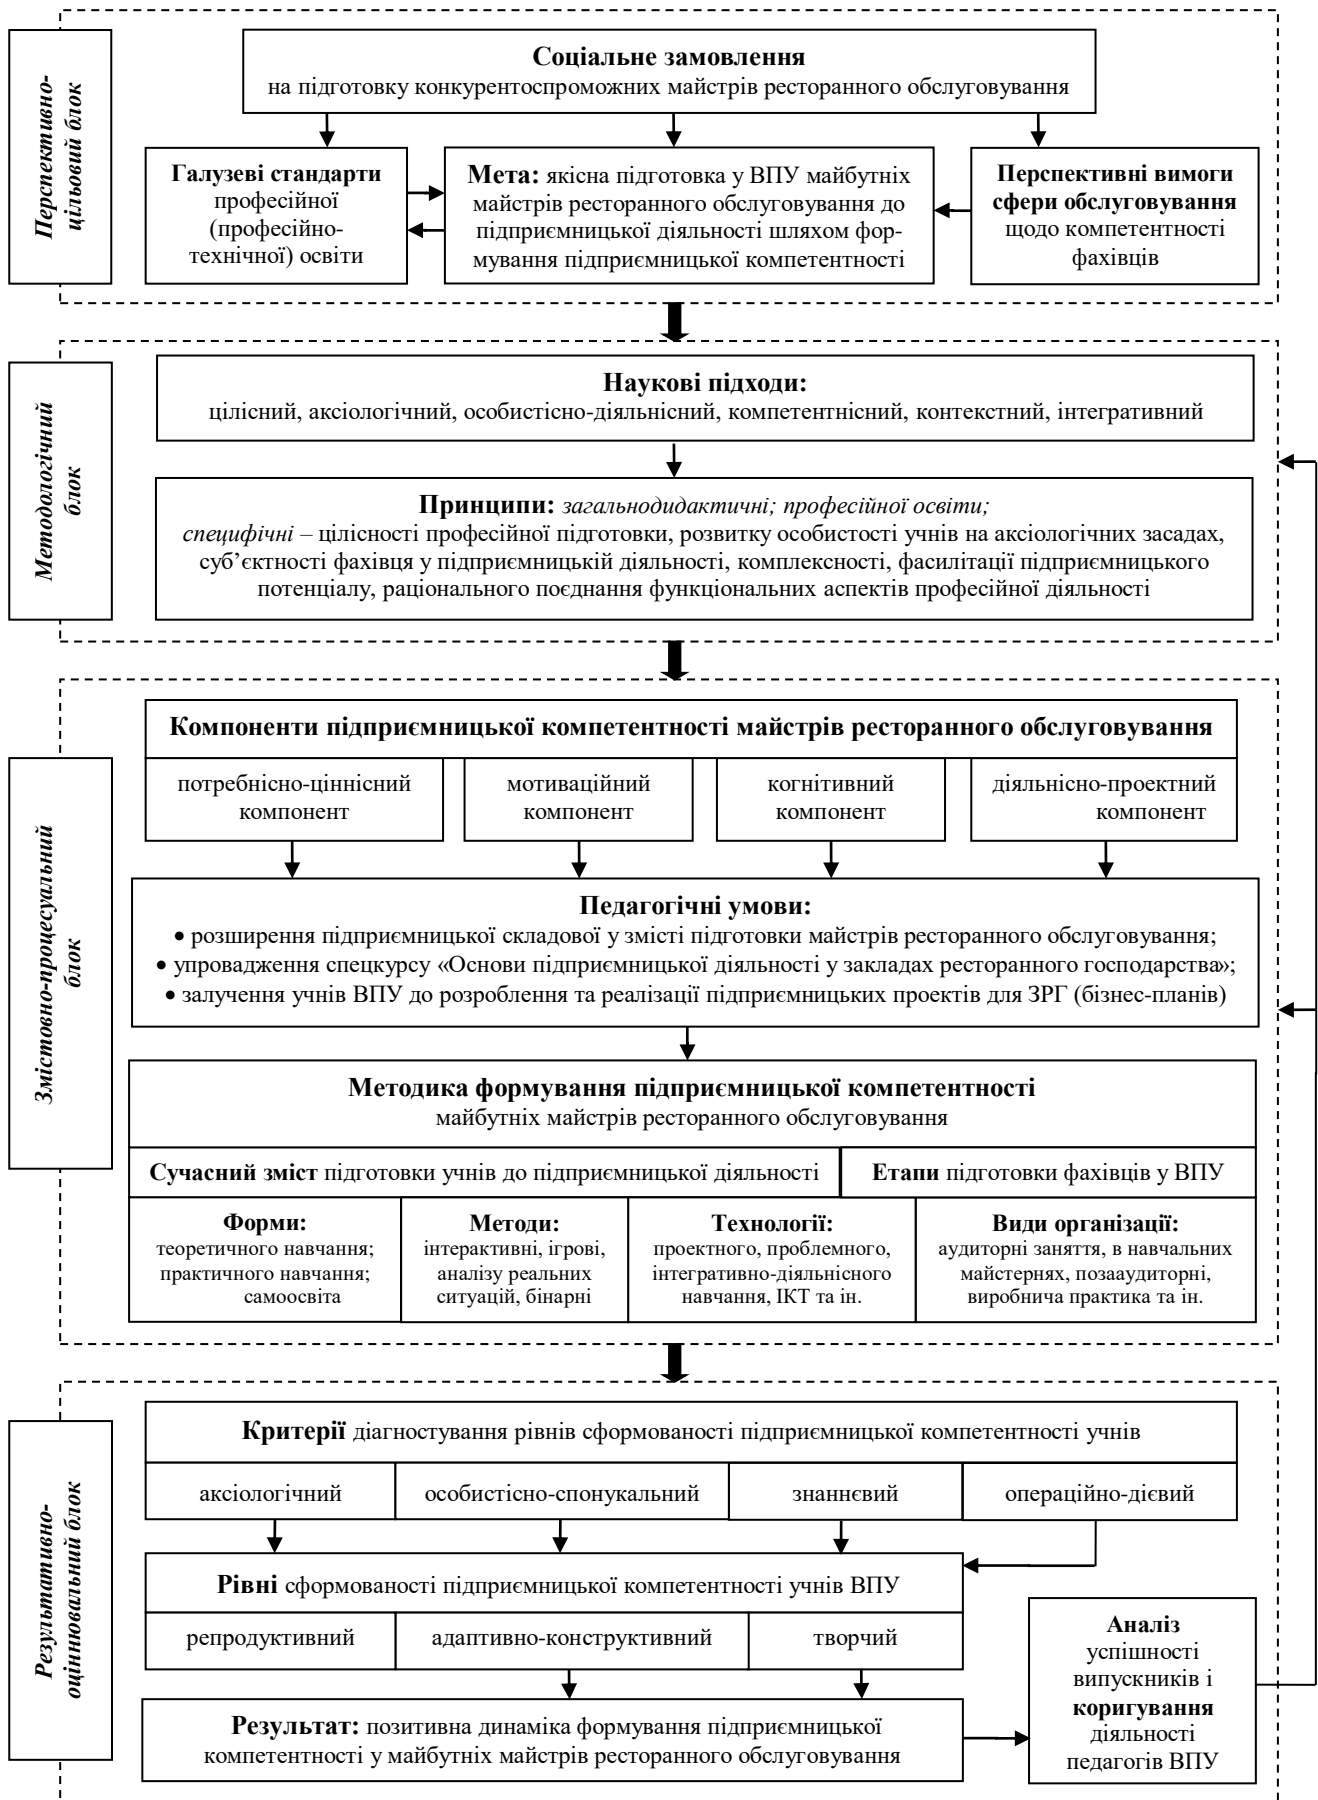 Перспективно-
цільовий блок
Соціальне замовлення
на підготовку конкурентоспроможних майстрів ресторанного обслуговування
Галузеві стандарти
професійної
(професійно-
технічної) освіти
Мета: якісна підготовка у ВПУ майбутніх
майстрів ресторанного обслуговування до
підприємницької діяльності шляхом фор-
мування підприємницької компетентності
Перспективні вимоги
сфери обслуговування
щодо компетентності
фахівців
Методологічний
блок
Наукові підходи:
цілісний, аксіологічний, особистісно-діяльнісний, компетентнісний, контекстний, інтегративний
Принципи: загальнодидактичні; професійної освіти;
специфічні – цілісності професійної підготовки, розвитку особистості учнів на аксіологічних засадах,
суб’єктності фахівця у підприємницькій діяльності, комплексності, фасилітації підприємницького
потенціалу, раціонального поєднання функціональних аспектів професійної діяльності
Змістовно-процесуальний
блок
Компоненти підприємницької компетентності майстрів ресторанного обслуговування
потребнісно-ціннісний
компонент
мотиваційний
компонент
когнітивний
компонент
діяльнісно-проектний
компонент
Педагогічні умови:
• розширення підприємницької складової у змісті підготовки майстрів ресторанного обслуговування;
• упровадження спецкурсу «Основи підприємницької діяльності у закладах ресторанного господарства»;
• залучення учнів ВПУ до розроблення та реалізації підприємницьких проектів для ЗРГ (бізнес-планів)
Методика формування підприємницької компетентності
майбутніх майстрів ресторанного обслуговування
Сучасний зміст підготовки учнів до підприємницької діяльності
Етапи підготовки фахівців у ВПУ
Форми:
теоретичного навчання;
практичного навчання;
самоосвіта
Методи:
інтерактивні, ігрові,
аналізу реальних
ситуацій, бінарні
Технології:
проектного, проблемного,
інтегративно-діяльнісного
навчання, ІКТ та ін.
Види організації:
аудиторні заняття, в навчальних
майстернях, позааудиторні,
виробнича практика та ін.
Результативно-
оціннювальний блок
Критерії діагностування рівнів сформованості підприємницької компетентності учнів
аксіологічний
особистісно-спонукальний
знаннєвий
операційно-дієвий
Рівні сформованості підприємницької компетентності учнів ВПУ
репродуктивний
адаптивно-конструктивний
творчий
Результат: позитивна динаміка формування підприємницької
компетентності у майбутніх майстрів ресторанного обслуговування
Аналіз
успішності
випускників і
коригування
діяльності
педагогів ВПУ